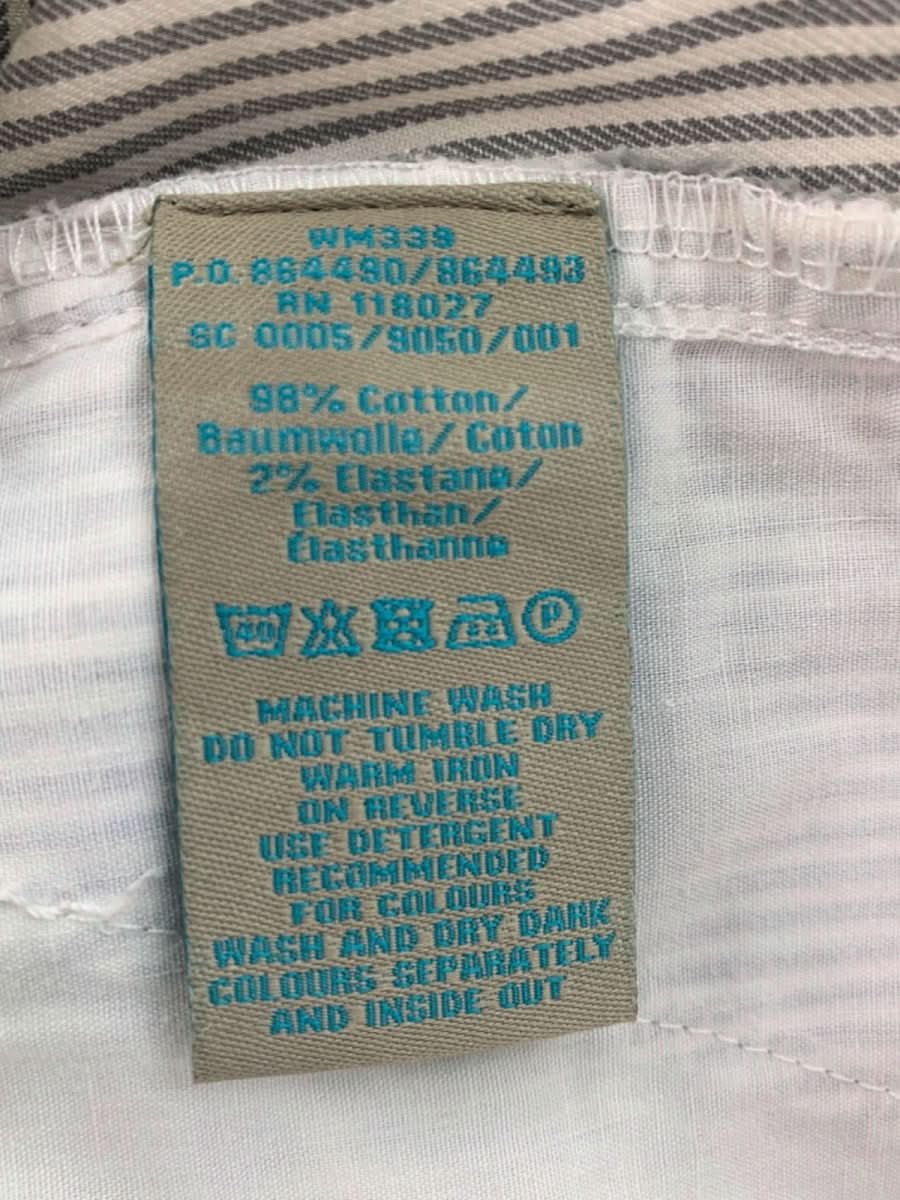 WM339
P.O. 864490/864493
RN 118027
SC 0005/9050/001
98% Cotton/
Baumwolle/ Coton
2% Elastane/
Elasthan/
Élasthanne
40 P
MACHINE WASH
DO NOT TUMBLE DRY
WARM IRON
ON REVERSE
USE DETERGENT
RECOMMENDED
FOR COLOURS
WASH AND DRY DARK
COLOURS SEPARATELY
AND INSIDE OUT